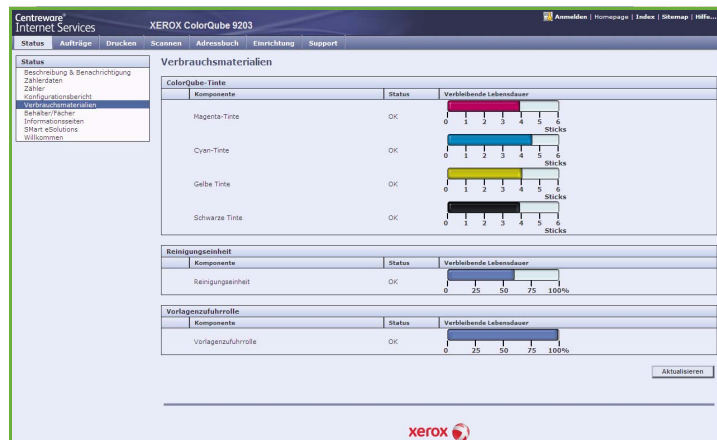 Centreware®
Internet Services
XEROX ColorQube 9203
Anmelden | Homepage | Index | Sitemap | Hilfe...
Status Aufträge Drucken Scannen Adressbuch Einrichtung Support
Status
Beschreibung & Benachrichtigung
Zählerdaten
Zähler
Konfigurationsbericht
Verbrauchsmaterialien
Behälter/Fächer
Informationsseiten
SMart eSolutions
Willkommen
Verbrauchsmaterialien
ColorQube-Tinte
Komponente Status Verbleibende Lebensdauer
Magenta-Tinte OK
0 1 2 3 4 5 6
Sticks
Cyan-Tinte OK
0 1 2 3 4 5 6
Sticks
Gelbe Tinte OK
0 1 2 3 4 5 6
Sticks
Schwarze Tinte OK
0 1 2 3 4 5 6
Sticks
Reinigungseinheit
Komponente Status Verbleibende Lebensdauer
Reinigungseinheit OK
0 25 50 75 100%
Vorlagenzufuhrrolle
Komponente Status Verbleibende Lebensdauer
Vorlagenzufuhrrolle OK
0 25 50 75 100%
Aktualisieren
xerox